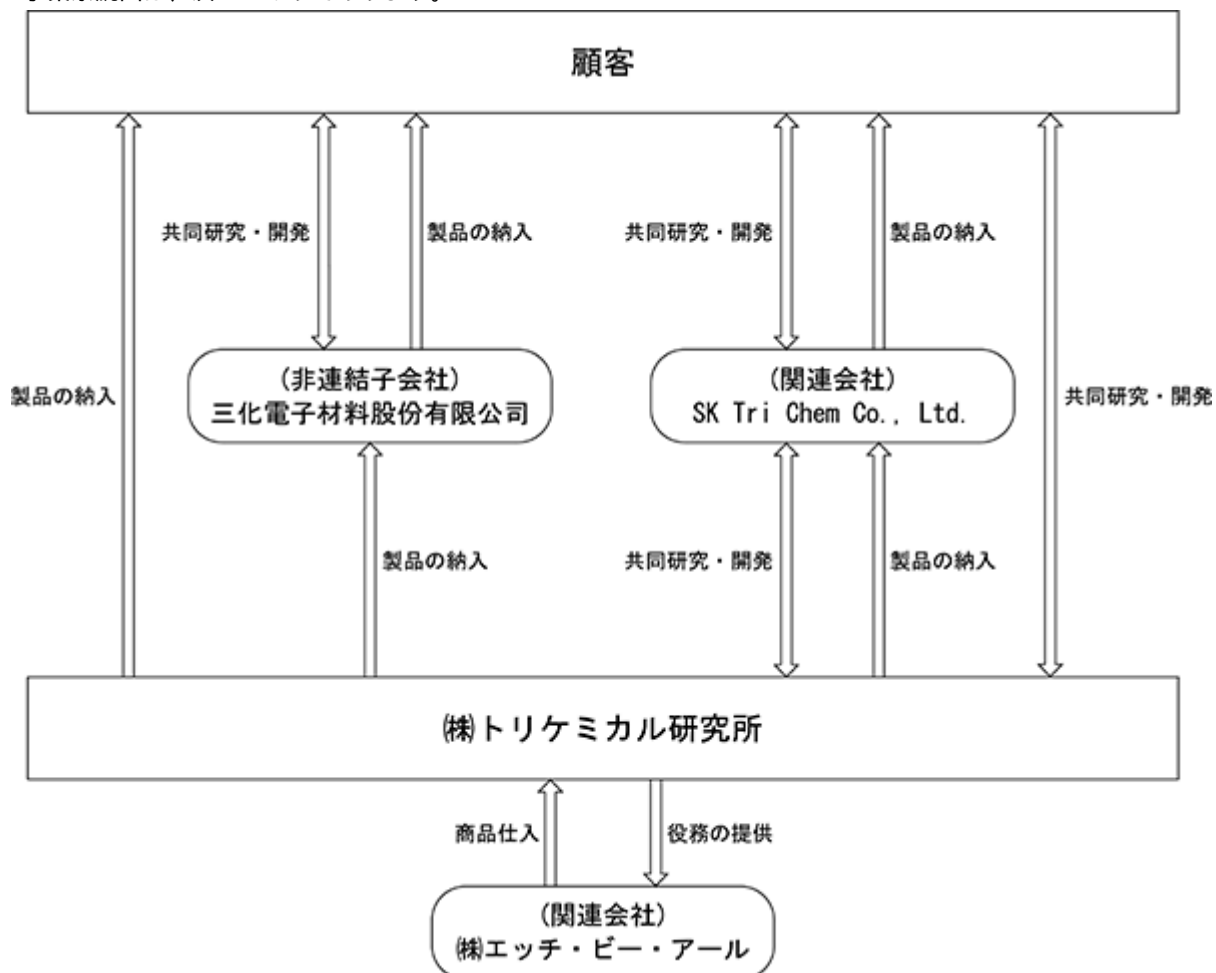 顧客
共同研究・開発
製品の納入
共同研究・開発
製品の納入
製品の納入
(非連結子会社)
三化電子材料股份有限公司
(関連会社)
SK Tri Chem Co., Ltd.
共同研究・開発
製品の納入
共同研究・開発
製品の納入
㈱トリケミカル研究所
商品仕入
役務の提供
(関連会社)
㈱エッチ・ビー・アール